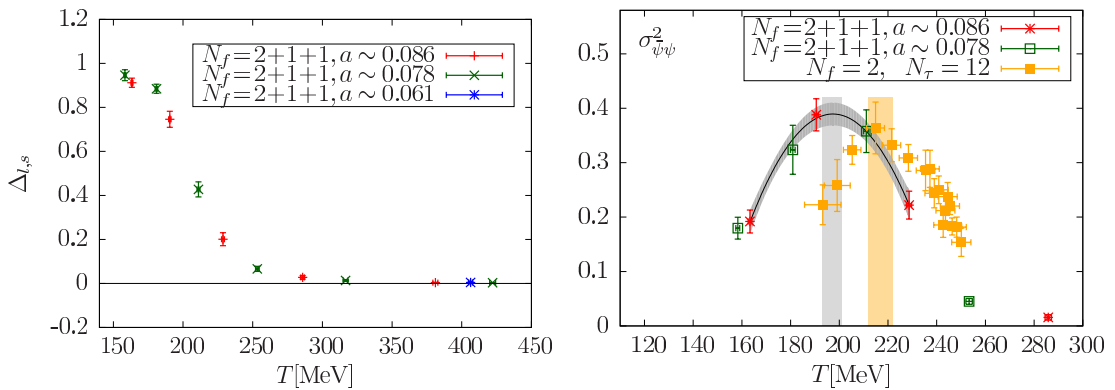 1.2
1
0.8
0.6
0.4
0.2
0
-0.2
Δl,s
Nf=2+1+1, a∼0.086
Nf=2+1+1, a∼0.078
Nf=2+1+1, a∼0.061
150 200 250 300 350 400 450
T[MeV]
σ²ψ̄ψ
Nf=2+1+1, a∼0.086
Nf=2+1+1, a∼0.078
Nf=2, Nτ=12
0.5
0.4
0.3
0.2
0.1
0
120 140 160 180 200 220 240 260 280 300
T[MeV]